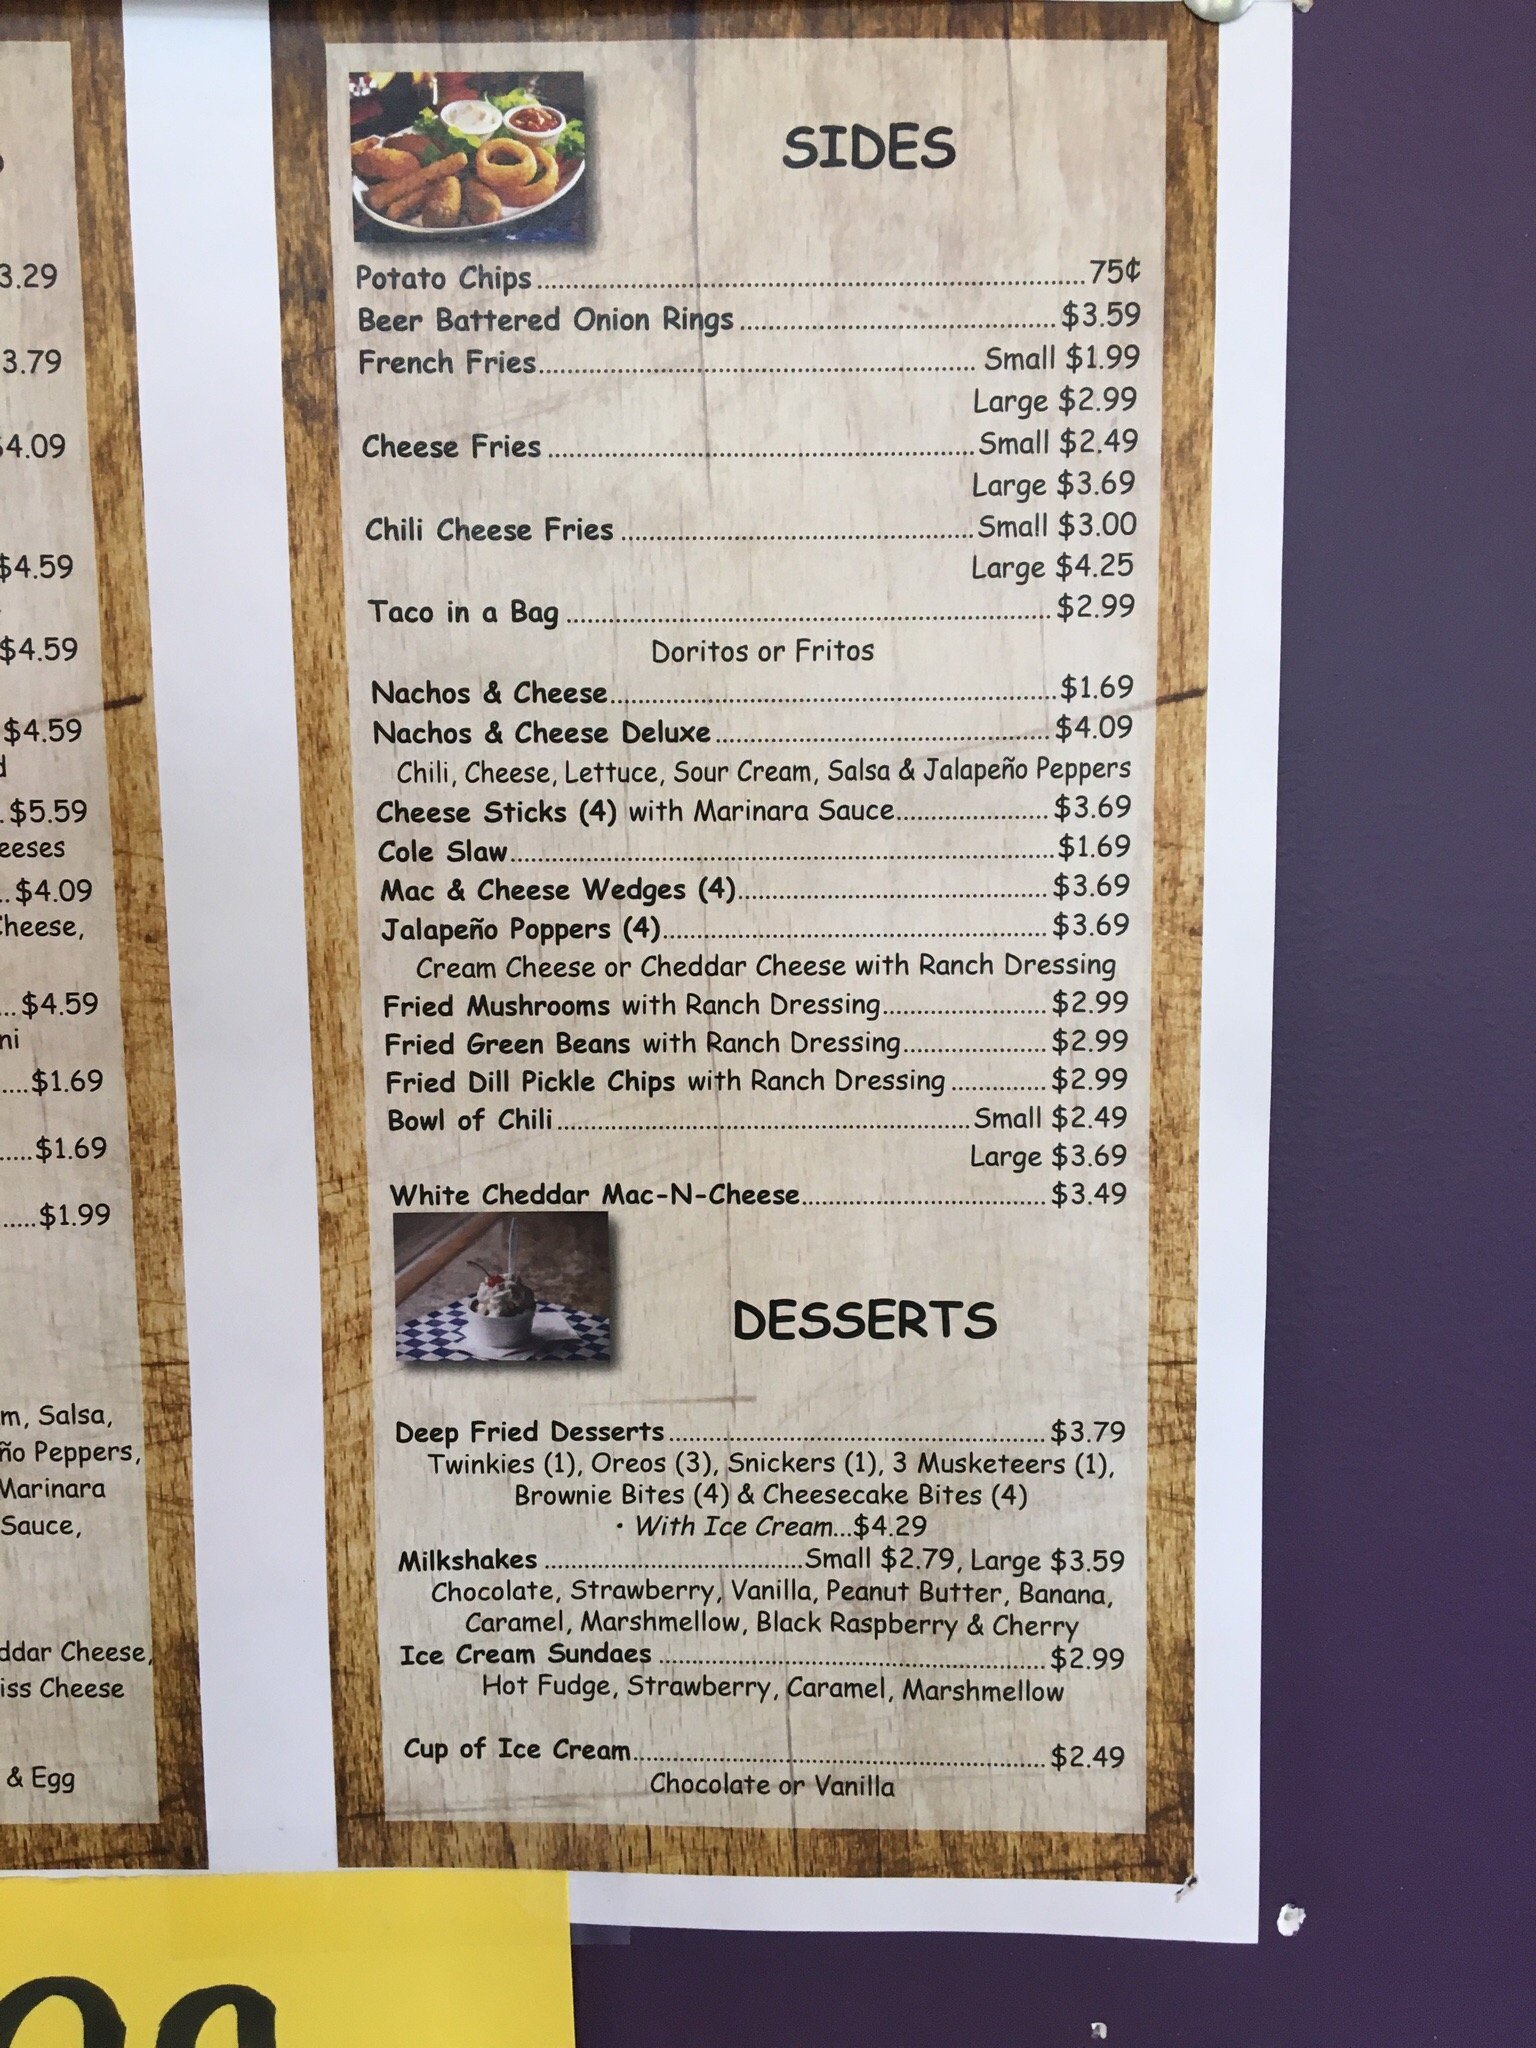 3.29
3.79
$4.09
$4.59
$4.59
$4.59
$5.59
eeses
$4.09
Cheese,
$4.59
ni
$1.69
$1.69
$1.99
m, Salsa,
ño Peppers,
Marinara
Sauce,
ddar Cheese,
iss Cheese
& Egg
SIDES
Potato Chips 75¢
Beer Battered Onion Rings $3.59
French Fries Small $1.99
Large $2.99
Cheese Fries Small $2.49
Large $3.69
Chili Cheese Fries Small $3.00
Large $4.25
Taco in a Bag $2.99
Doritos or Fritos
Nachos & Cheese $1.69
Nachos & Cheese Deluxe $4.09
Chili, Cheese, Lettuce, Sour Cream, Salsa & Jalapeño Peppers
Cheese Sticks (4) with Marinara Sauce $3.69
Cole Slaw $1.69
Mac & Cheese Wedges (4) $3.69
Jalapeño Poppers (4) $3.69
Cream Cheese or Cheddar Cheese with Ranch Dressing
Fried Mushrooms with Ranch Dressing $2.99
Fried Green Beans with Ranch Dressing $2.99
Fried Dill Pickle Chips with Ranch Dressing $2.99
Bowl of Chili Small $2.49
Large $3.69
White Cheddar Mac-N-Cheese $3.49
DESSERTS
Deep Fried Desserts $3.79
Twinkies (1), Oreos (3), Snickers (1), 3 Musketeers (1),
Brownie Bites (4) & Cheesecake Bites (4)
• With Ice Cream...$4.29
Milkshakes Small $2.79, Large $3.59
Chocolate, Strawberry, Vanilla, Peanut Butter, Banana,
Caramel, Marshmellow, Black Raspberry & Cherry
Ice Cream Sundaes $2.99
Hot Fudge, Strawberry, Caramel, Marshmellow
Cup of Ice Cream $2.49
Chocolate or Vanilla